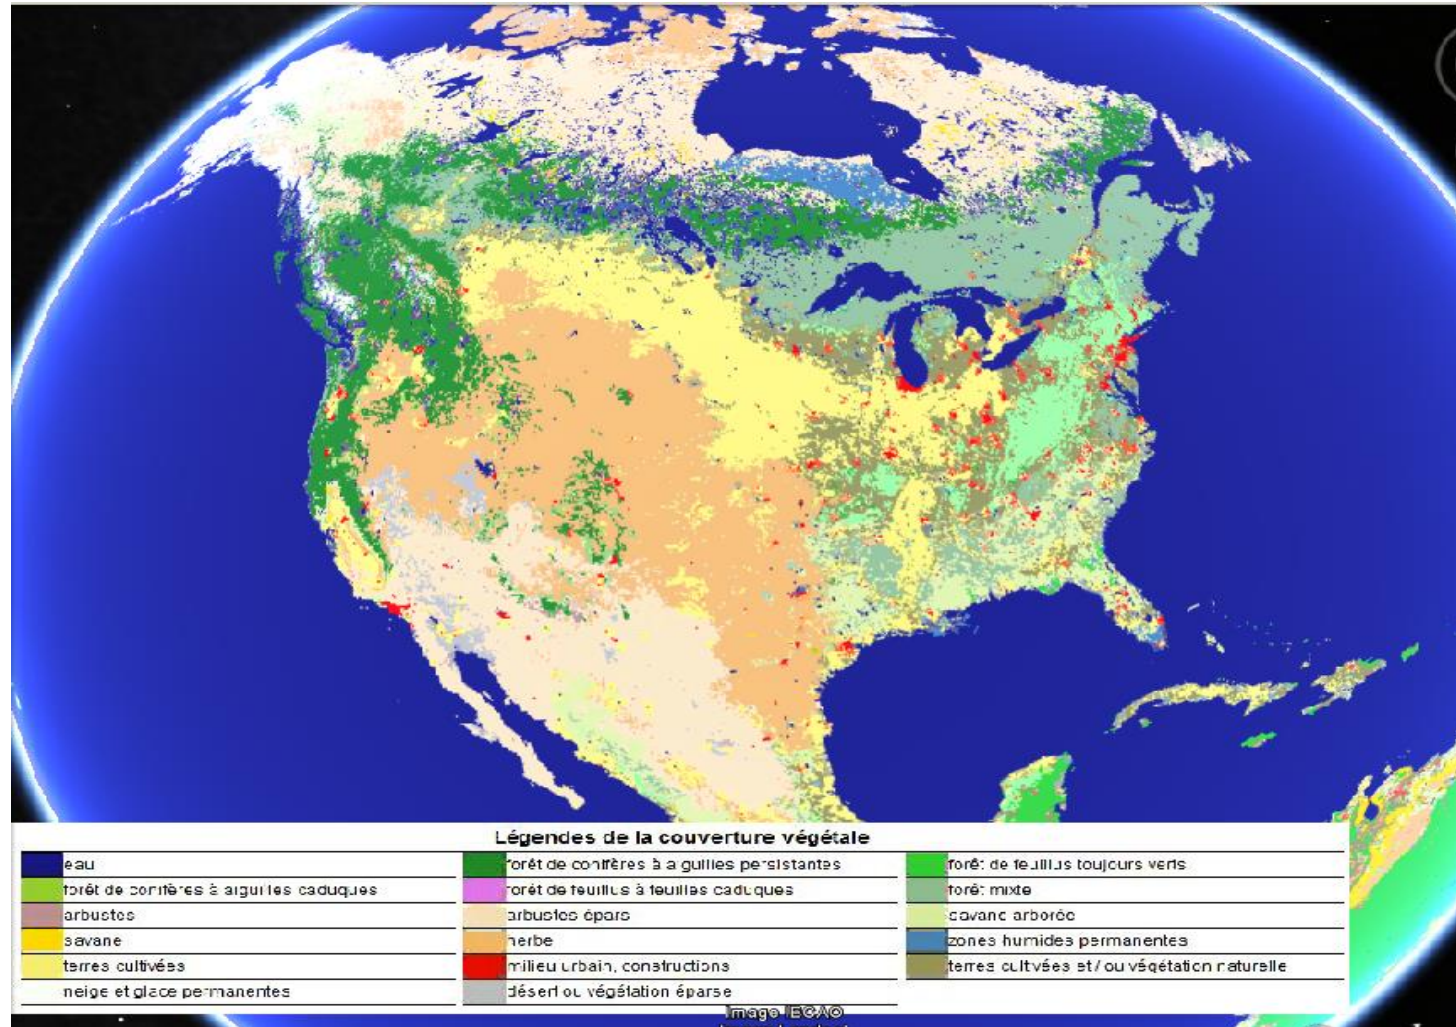 Légendes de la couverture végétale
eau
forêt de conifères à aiguilles persistantes
forêt de feuillus toujours verts
forêt de conifères à aiguilles caduques
forêt de feuillus à feuilles caduques
forêt mixte
arbustes
arbustes épars
savane arborée
savane
herbe
zones humides permanentes
terres cultivées
milieu urbain, constructions
terres cultivées et / ou végétation naturelle
neige et glace permanentes
désert ou végétation éparse
Image IBCAO